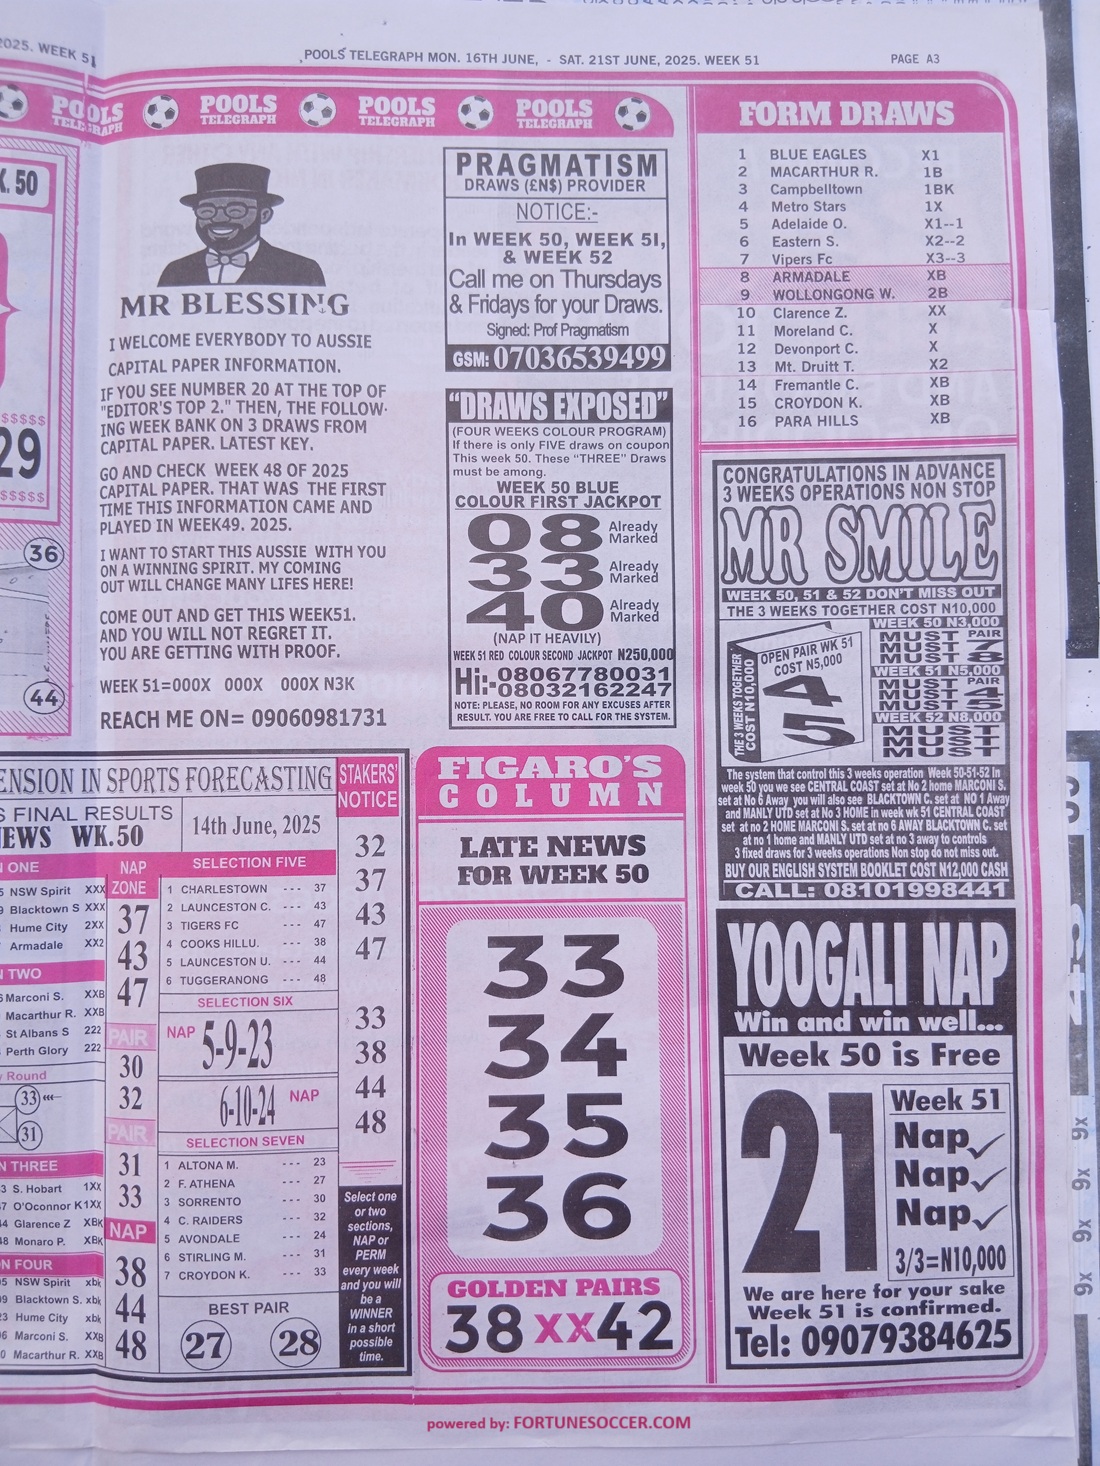 2025. WEEK 51
POOLS TELEGRAPH MON. 16TH JUNE, - SAT. 21ST JUNE, 2025. WEEK 51
PAGE A3
POOLS TELEGRAPH
POOLS TELEGRAPH
POOLS TELEGRAPH
POOLS TELEGRAPH
K. 50
$$$$$
29
$$$$$
36
44
MR BLESSING
I WELCOME EVERYBODY TO AUSSIE
CAPITAL PAPER INFORMATION.
IF YOU SEE NUMBER 20 AT THE TOP OF
"EDITOR'S TOP 2." THEN, THE FOLLOW-
ING WEEK BANK ON 3 DRAWS FROM
CAPITAL PAPER. LATEST KEY.
GO AND CHECK WEEK 48 OF 2025
CAPITAL PAPER. THAT WAS THE FIRST
TIME THIS INFORMATION CAME AND
PLAYED IN WEEK49. 2025.
I WANT TO START THIS AUSSIE WITH YOU
ON A WINNING SPIRIT. MY COMING
OUT WILL CHANGE MANY LIFES HERE!
COME OUT AND GET THIS WEEK51.
AND YOU WILL NOT REGRET IT.
YOU ARE GETTING WITH PROOF.
WEEK 51=000X 000X 000X N3K
REACH ME ON= 09060981731
PRAGMATISM
DRAWS (£N$) PROVIDER
NOTICE:-
In WEEK 50, WEEK 5I,
& WEEK 52
Call me on Thursdays
& Fridays for your Draws.
Signed: Prof Pragmatism
GSM: 07036539499
"DRAWS EXPOSED"
(FOUR WEEKS COLOUR PROGRAM)
If there is only FIVE draws on coupon
This week 50. These "THREE" Draws
must be among.
WEEK 50 BLUE
COLOUR FIRST JACKPOT
08 Already Marked
33 Already Marked
40 Already Marked
(NAP IT HEAVILY)
WEEK 51 RED COLOUR SECOND JACKPOT N250,000
Hi:-08067780031
08032162247
NOTE: PLEASE, NO ROOM FOR ANY EXCUSES AFTER
RESULT. YOU ARE FREE TO CALL FOR THE SYSTEM.
FORM DRAWS
1 BLUE EAGLES X1
2 MACARTHUR R. 1B
3 Campbelltown 1BK
4 Metro Stars 1X
5 Adelaide O. X1--1
6 Eastern S. X2--2
7 Vipers Fc X3--3
8 ARMADALE XB
9 WOLLONGONG W. 2B
10 Clarence Z. XX
11 Moreland C. X
12 Devonport C. X
13 Mt. Druitt T. X2
14 Fremantle C. XB
15 CROYDON K. XB
16 PARA HILLS XB
CONGRATULATIONS IN ADVANCE
3 WEEKS OPERATIONS NON STOP
MR SMILE
WEEK 50, 51 & 52 DON'T MISS OUT
THE 3 WEEKS TOGETHER COST N10,000
THE 3 WEEKS TOGETHER
COST N10,000
OPEN PAIR WK 51
COST N5,000
4
5
WEEK 50 N3,000
MUST PAIR
MUST 7
MUST 8
WEEK 51 N5,000
MUST PAIR
MUST 4
MUST 5
WEEK 52 N8,000
MUST
MUST
MUST
The system that control this 3 weeks operation Week 50-51-52 In
week 50 you we see CENTRAL COAST set at No 2 home MARCONI S.
set at No 6 Away you will also see BLACKTOWN C. set at NO 1 Away
and MANLY UTD set at No 3 HOME in week wk 51 CENTRAL COAST
set at no 2 HOME MARCONI S. set at no 6 AWAY BLACKTOWN C. set
at no 1 home and MANLY UTD set at no 3 away to controls
3 fixed draws for 3 weeks operations Non stop do not miss out.
BUY OUR ENGLISH SYSTEM BOOKLET COST N12,000 CASH
CALL: 08101998441
YOOGALI NAP
Win and win well...
Week 50 is Free
21
Week 51
Nap
Nap
Nap
3/3=N10,000
We are here for your sake
Week 51 is confirmed.
Tel: 09079384625
FIGARO'S
COLUMN
LATE NEWS
FOR WEEK 50
33
34
35
36
GOLDEN PAIRS
38 XX 42
ENSION IN SPORTS FORECASTING
S FINAL RESULTS
NEWS WK.50
14th June, 2025
N ONE
5 NSW Spirit XXX
9 Blacktown S XXX
Hume City 2XX
Armadale XX2
N TWO
6 Marconi S. XXB
Macarthur R. XXB
St Albans S 222
Perth Glory 222
y Round
33
31
N THREE
3 S. Hobart 1XX
7 O'Oconnor K 1XX
44 Glarence Z XBK
48 Monaro P. XBK
N FOUR
05 NSW Spirit xbk
09 Blacktown S. xbk
23 Hume City xbk
06 Marconi S. XXB
0 Macarthur R. XXB
NAP
ZONE
37
43
47
PAIR
30
32
PAIR
31
33
NAP
38
44
48
SELECTION FIVE
1 CHARLESTOWN --- 37
2 LAUNCESTON C. --- 43
3 TIGERS FC --- 47
4 COOKS HILLU. --- 38
5 LAUNCESTON U. --- 44
6 TUGGERANONG --- 48
SELECTION SIX
NAP 5-9-23
6-10-24 NAP
SELECTION SEVEN
1 ALTONA M. --- 23
2 F. ATHENA --- 27
3 SORRENTO --- 30
4 C. RAIDERS --- 32
5 AVONDALE --- 24
6 STIRLING M. --- 31
7 CROYDON K. --- 33
BEST PAIR
27 28
STAKERS'
NOTICE
32
37
43
47
33
38
44
48
Select one
or two
sections,
NAP or
PERM
every week
and you will
be a
WINNER
in a short
possible
time.
powered by: FORTUNESOCCER.COM
9x
9x
9x
9x